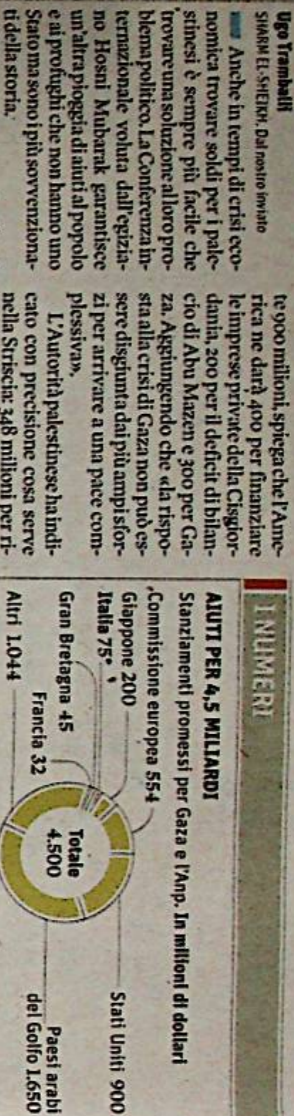 Ugo Tramballi
SHARM EL-SHEIKH. Dal nostro inviato
Anche in tempi di crisi eco-
nomica trovare soldi per i pale-
stinesi è sempre più facile che
trovare una soluzione al loro pro-
blema politico. La Conferenza in-
ternazionale voluta dall'egizia-
no Hosni Mubarak garantisce
un'altra pioggia di aiuti al popolo
e ai profughi che non hanno uno
Stato ma sono i più sovvenziona-
ti della storia.
te 900 milioni, spiega che l'Ame-
rica ne darà 400 per finanziare
le imprese private della Cisgior-
dania, 200 per il deficit di bilan-
cio di Abu Mazen e 300 per Ga-
za. Aggiungendo che «la rispo-
sta alla crisi di Gaza non può es-
sere disgiunta dai più ampi sfor-
zi per arrivare a una pace com-
plessiva».
L'Autorità palestinese ha indi-
cato con precisione cosa serve
nella Striscia: 348 milioni per ri-
I NUMERI
AIUTI PER 4,5 MILIARDI
Stanziamenti promessi per Gaza e l'Anp. In milioni di dollari
Commissione europea 554
Giappone 200
Italia 75*
Gran Bretagna 45
Francia 32
Altri 1.044
Totale
4.500
Stati Uniti 900
Paesi arabi
del Golfo 1.650